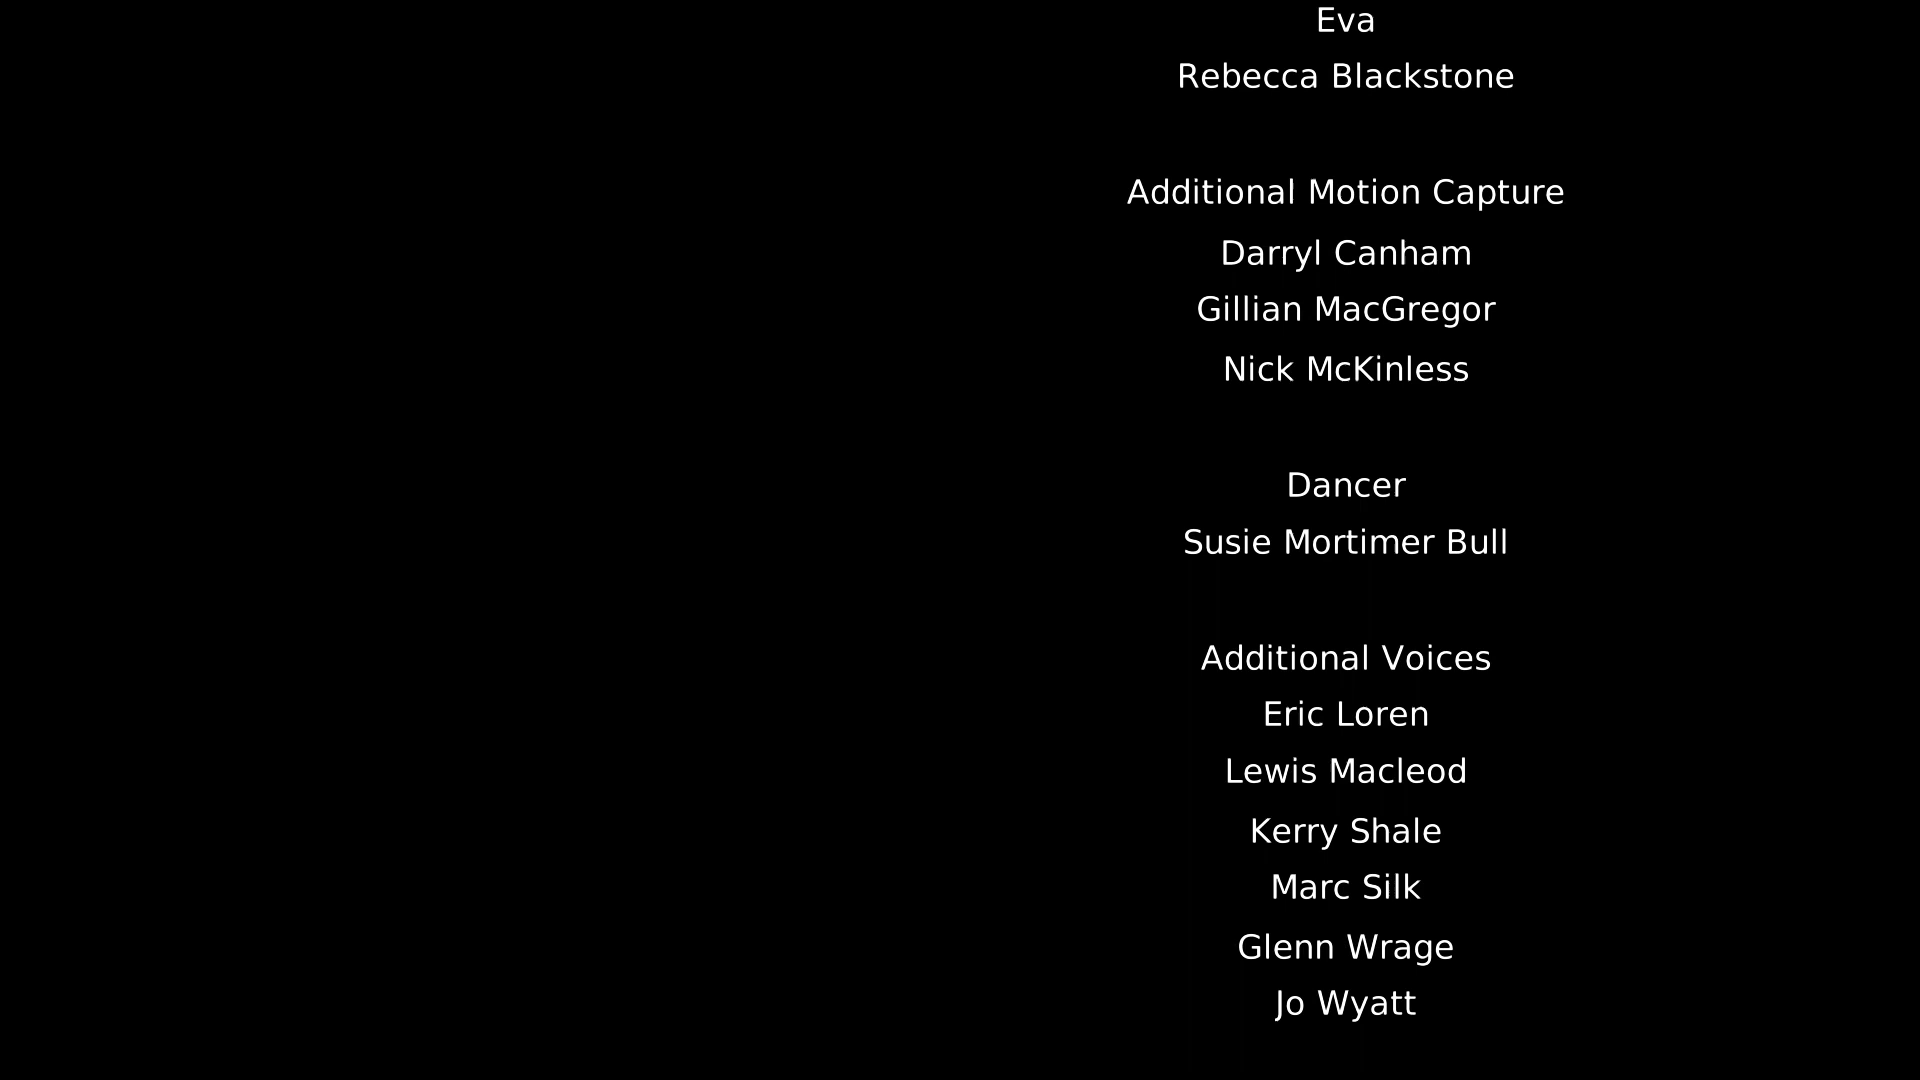 Eva
Rebecca Blackstone
Additional Motion Capture
Darryl Canham
Gillian MacGregor
Nick McKinless
Dancer
Susie Mortimer Bull
Additional Voices
Eric Loren
Lewis Macleod
Kerry Shale
Marc Silk
Glenn Wrage
Jo Wyatt